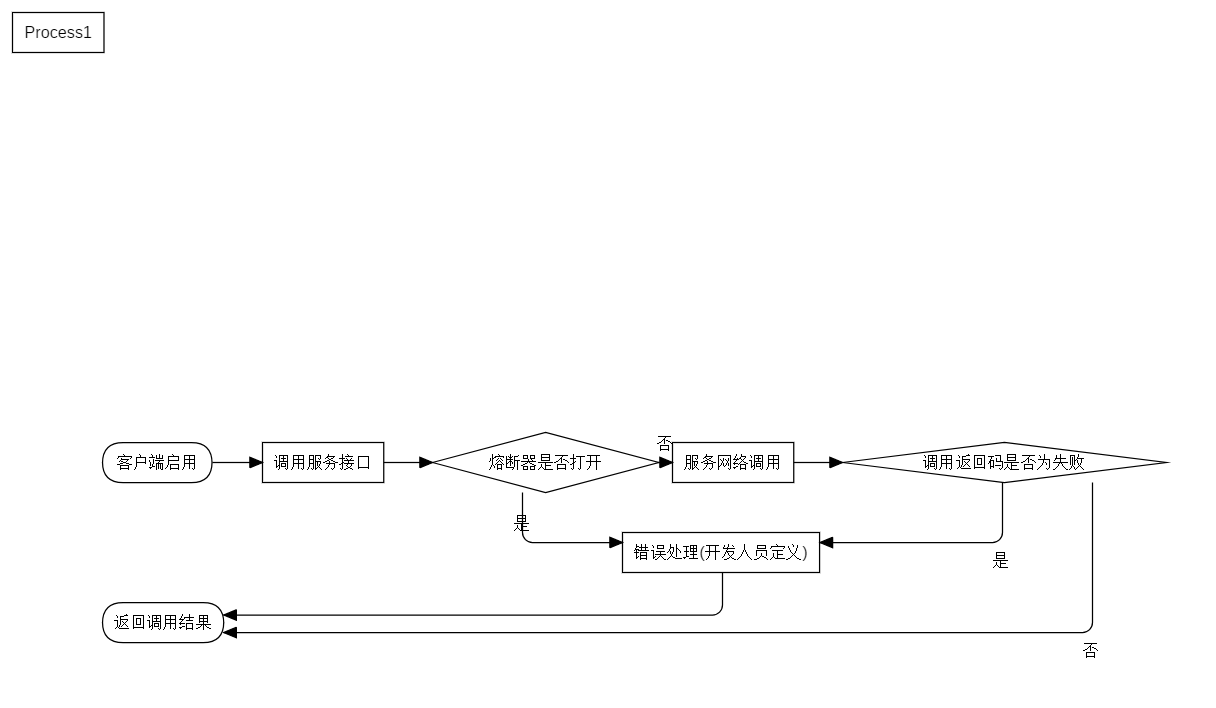 Process1
客户端启用
调用服务接口
熔断器是否打开
否
服务网络调用
调用返回码是否为失败
是
错误处理(开发人员定义)
是
返回调用结果
否